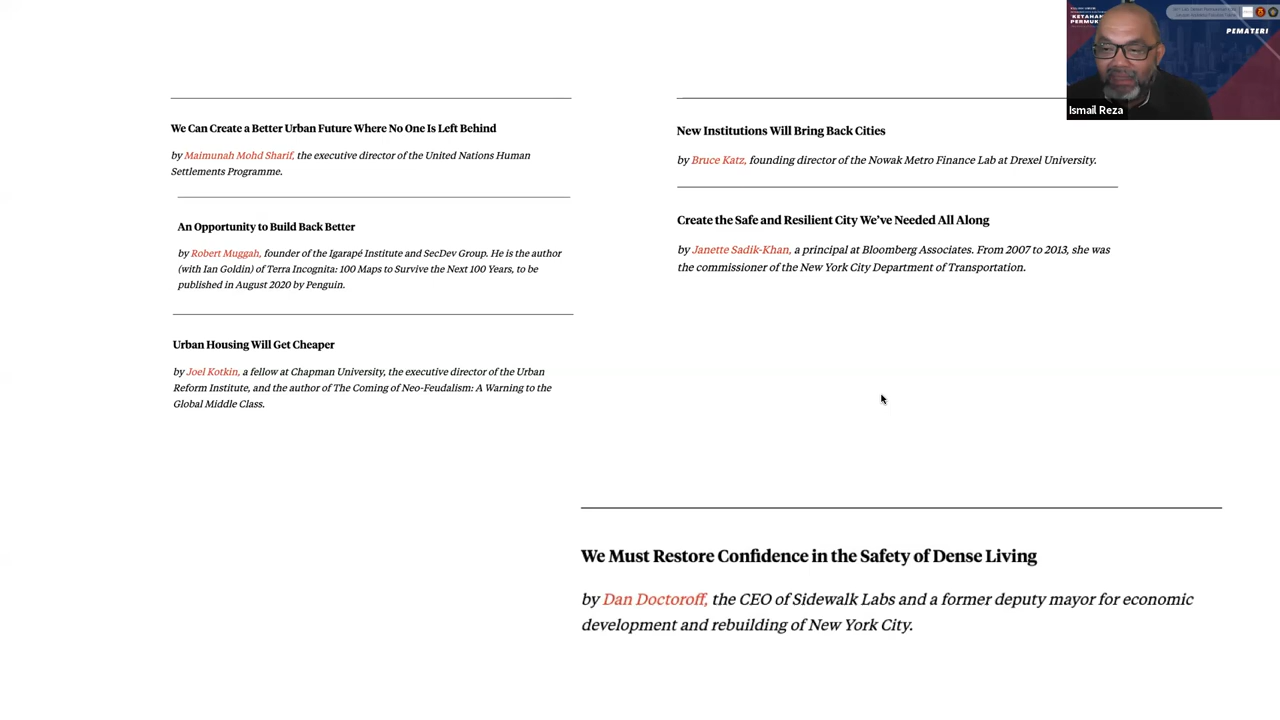 We Can Create a Better Urban Future Where No One Is Left Behind
by Maimunah Mohd Sharif, the executive director of the United Nations Human
Settlements Programme.
An Opportunity to Build Back Better
by Robert Muggah, founder of the Igarapé Institute and SecDev Group. He is the author
(with Ian Goldin) of Terra Incognita: 100 Maps to Survive the Next 100 Years, to be
published in August 2020 by Penguin.
Urban Housing Will Get Cheaper
by Joel Kotkin, a fellow at Chapman University, the executive director of the Urban
Reform Institute, and the author of The Coming of Neo-Feudalism: A Warning to the
Global Middle Class.
New Institutions Will Bring Back Cities
by Bruce Katz, founding director of the Nowak Metro Finance Lab at Drexel University.
Create the Safe and Resilient City We've Needed All Along
by Janette Sadik-Khan, a principal at Bloomberg Associates. From 2007 to 2013, she was
the commissioner of the New York City Department of Transportation.
We Must Restore Confidence in the Safety of Dense Living
by Dan Doctoroff, the CEO of Sidewalk Labs and a former deputy mayor for economic
development and rebuilding of New York City.
PEMATERI
Ismail Reza